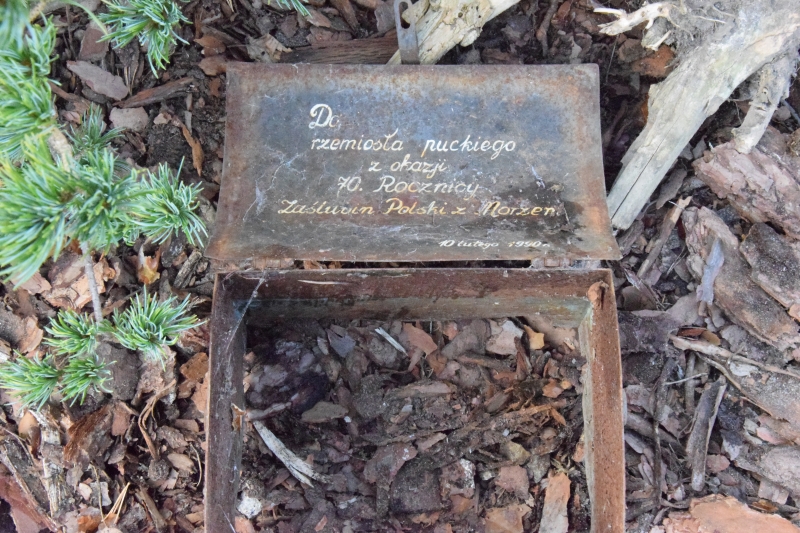 Do
rzemiosła puckiego
z okazji
70. Rocznicy
Zaślubin Polski z Morzem
10 lutego 1990 r.